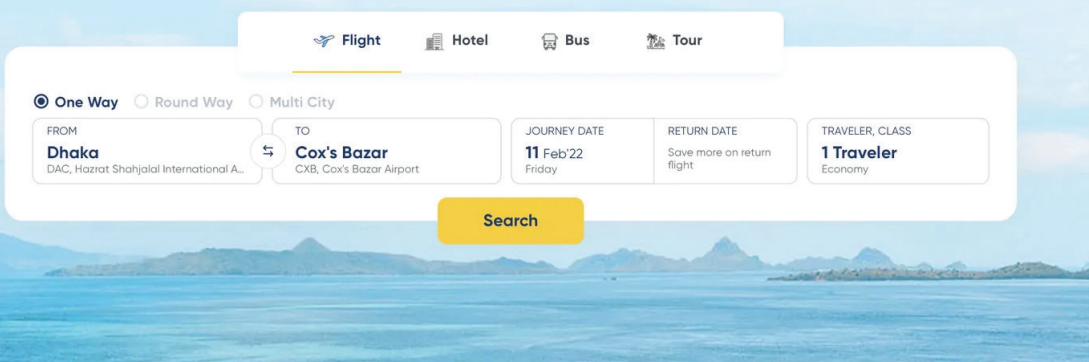 Flight Hotel Bus Tour
One Way Round Way Multi City
FROM
Dhaka
DAC, Hazrat Shahjalal International A...
TO
Cox's Bazar
CXB, Cox's Bazar Airport
JOURNEY DATE
11 Feb'22
Friday
RETURN DATE
Save more on return
flight
TRAVELER, CLASS
1 Traveler
Economy
Search